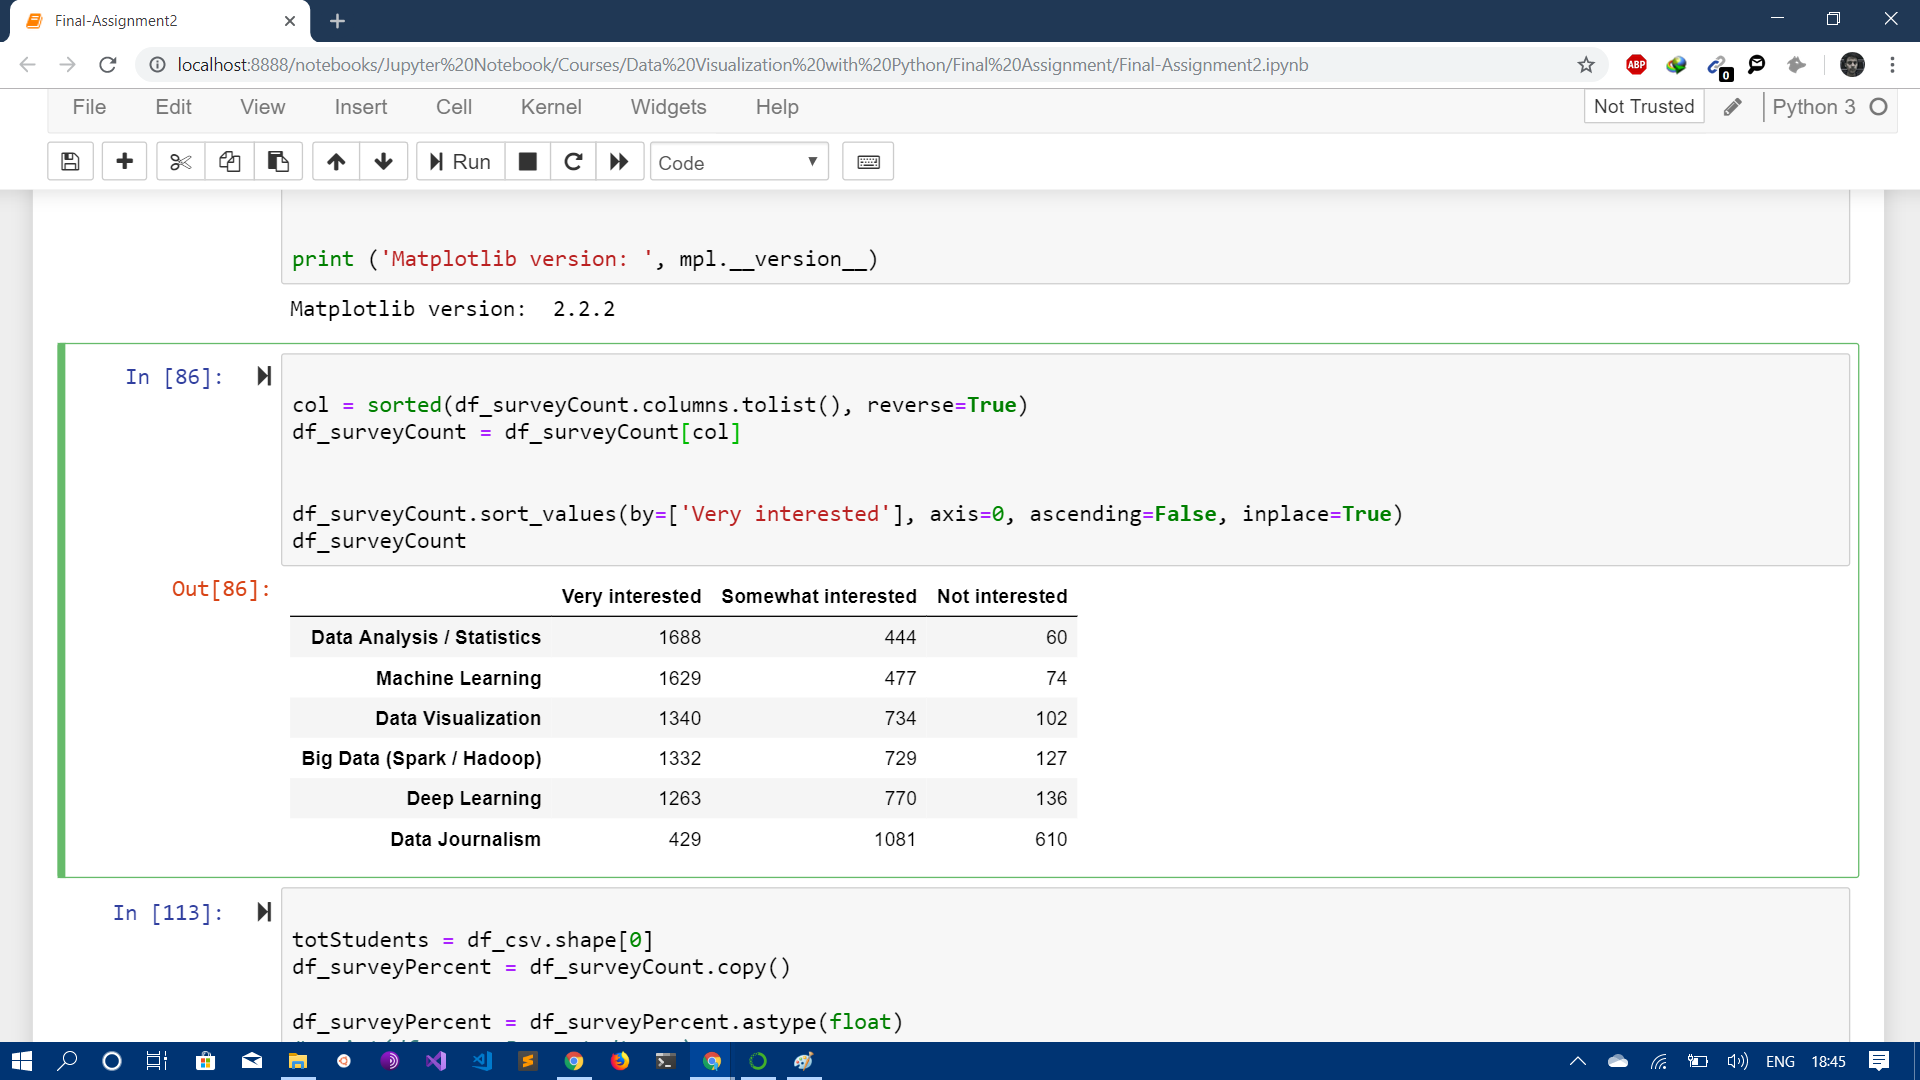 Final-Assignment2
localhost:8888/notebooks/Jupyter%20Notebook/Courses/Data%20Visualization%20with%20Python/Final%20Assignment/Final-Assignment2.ipynb
ABP
0
File Edit View Insert Cell Kernel Widgets Help Not Trusted Python 3
Run Code
print ('Matplotlib version: ', mpl.__version__)
Matplotlib version:  2.2.2
In [86]:
col = sorted(df_surveyCount.columns.tolist(), reverse=True)
df_surveyCount = df_surveyCount[col]
df_surveyCount.sort_values(by=['Very interested'], axis=0, ascending=False, inplace=True)
df_surveyCount
Out[86]:
Very interested Somewhat interested Not interested
Data Analysis / Statistics 1688 444 60
Machine Learning 1629 477 74
Data Visualization 1340 734 102
Big Data (Spark / Hadoop) 1332 729 127
Deep Learning 1263 770 136
Data Journalism 429 1081 610
In [113]:
totStudents = df_csv.shape[0]
df_surveyPercent = df_surveyCount.copy()
df_surveyPercent = df_surveyPercent.astype(float)
ENG 18:45